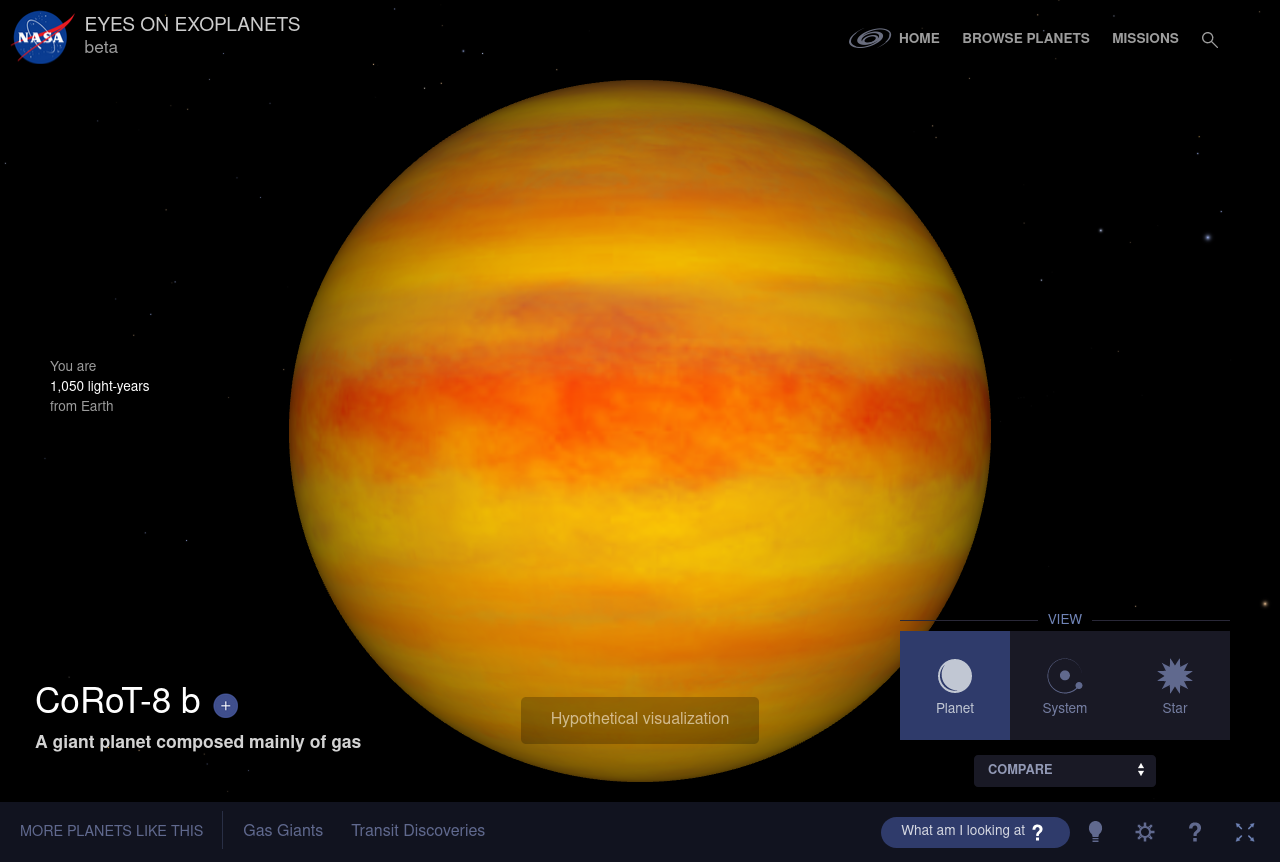 NASA
EYES ON EXOPLANETS
beta
HOME
BROWSE PLANETS
MISSIONS
You are
1,050 light-years
from Earth
VIEW
Planet
System
Star
CoRoT-8 b +
A giant planet composed mainly of gas
Hypothetical visualization
COMPARE
MORE PLANETS LIKE THIS
Gas Giants
Transit Discoveries
What am I looking at ?
?